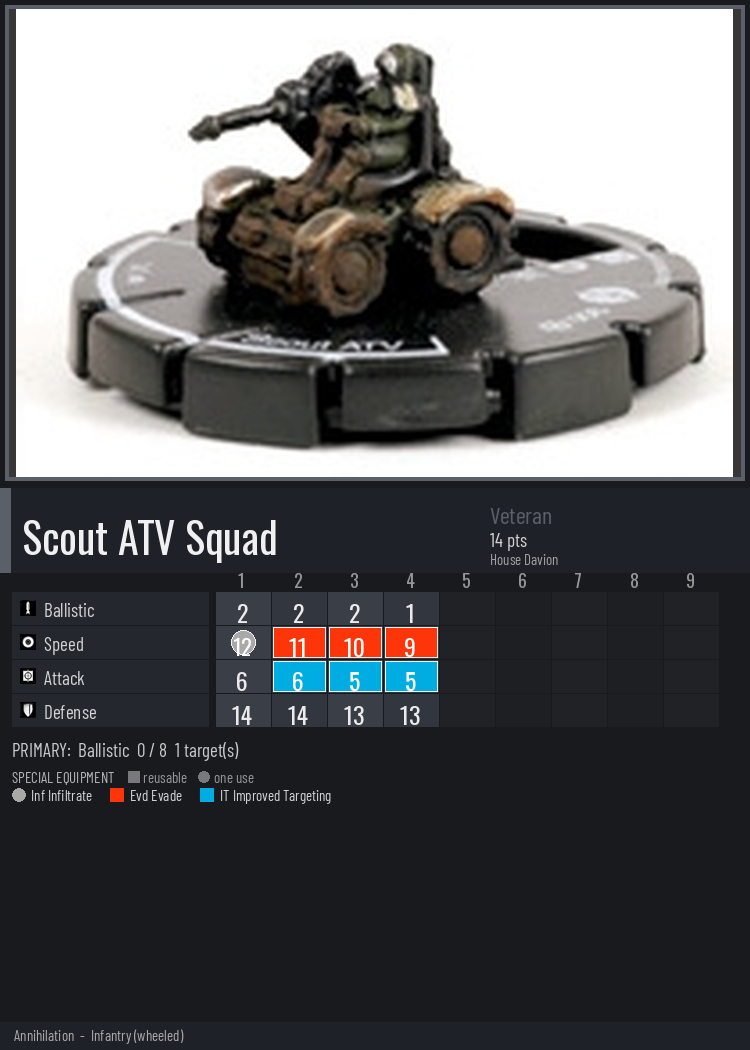 Scout ATV
Scout ATV Squad
Veteran
14 pts
House Davion
1 2 3 4 5 6 7 8 9
Ballistic 2 2 2 1
Speed 12 11 10 9
Attack 6 6 5 5
Defense 14 14 13 13
PRIMARY: Ballistic 0 / 8 1 target(s)
SPECIAL EQUIPMENT reusable one use
Inf Infiltrate Evd Evade IT Improved Targeting
Annihilation - Infantry (wheeled)